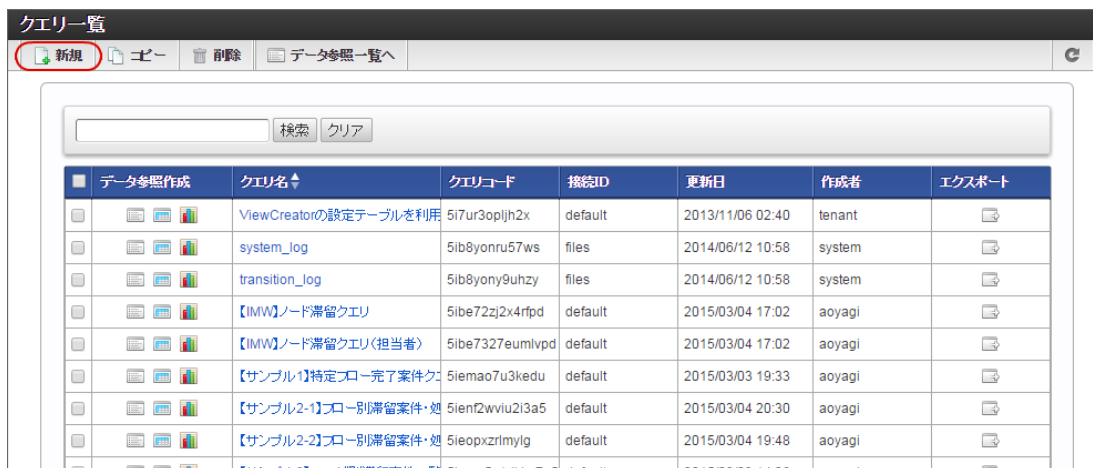 クエリ一覧
新規 コピー 削除 データ参照一覧へ
検索 クリア
データ参照作成 クエリ名 クエリコード 接続ID 更新日 作成者 エクスポート
ViewCreatorの設定テーブルを利用 5i7ur3opljh2x default 2013/11/06 02:40 tenant
system_log 5ib8yonru57ws files 2014/06/12 10:58 system
transition_log 5ib8yony9uhzy files 2014/06/12 10:58 system
【IMW】ノード滞留クエリ 5ibe72zj2x4rfpd default 2015/03/04 17:02 aoyagi
【IMW】ノード滞留クエリ(担当者) 5ibe7327eumlvpd default 2015/03/04 17:02 aoyagi
【サンプル1】特定フロー完了案件クエ 5iemao7u3kedu default 2015/03/03 19:33 aoyagi
【サンプル2-1】フロー別滞留案件・処 5ienf2wviu2i3a5 default 2015/03/04 20:30 aoyagi
【サンプル2-2】フロー別滞留案件・処 5ieopxzrlmylg default 2015/03/04 19:48 aoyagi